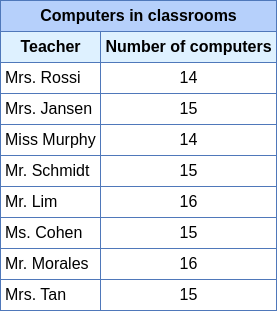 Computers in classrooms
Teacher Number of computers
Mrs. Rossi 14
Mrs. Jansen 15
Miss Murphy 14
Mr. Schmidt 15
Mr. Lim 16
Ms. Cohen 15
Mr. Morales 16
Mrs. Tan 15